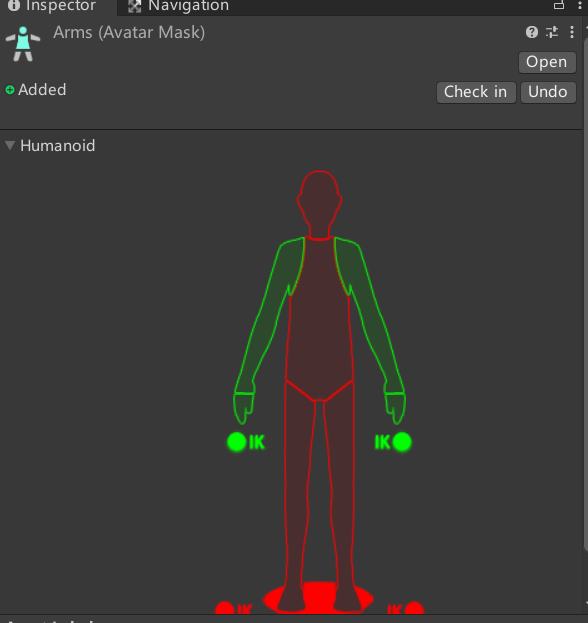 Inspector
Navigation
Arms (Avatar Mask)
Open
Added
Check in
Undo
Humanoid
IK
IK
IK
IK